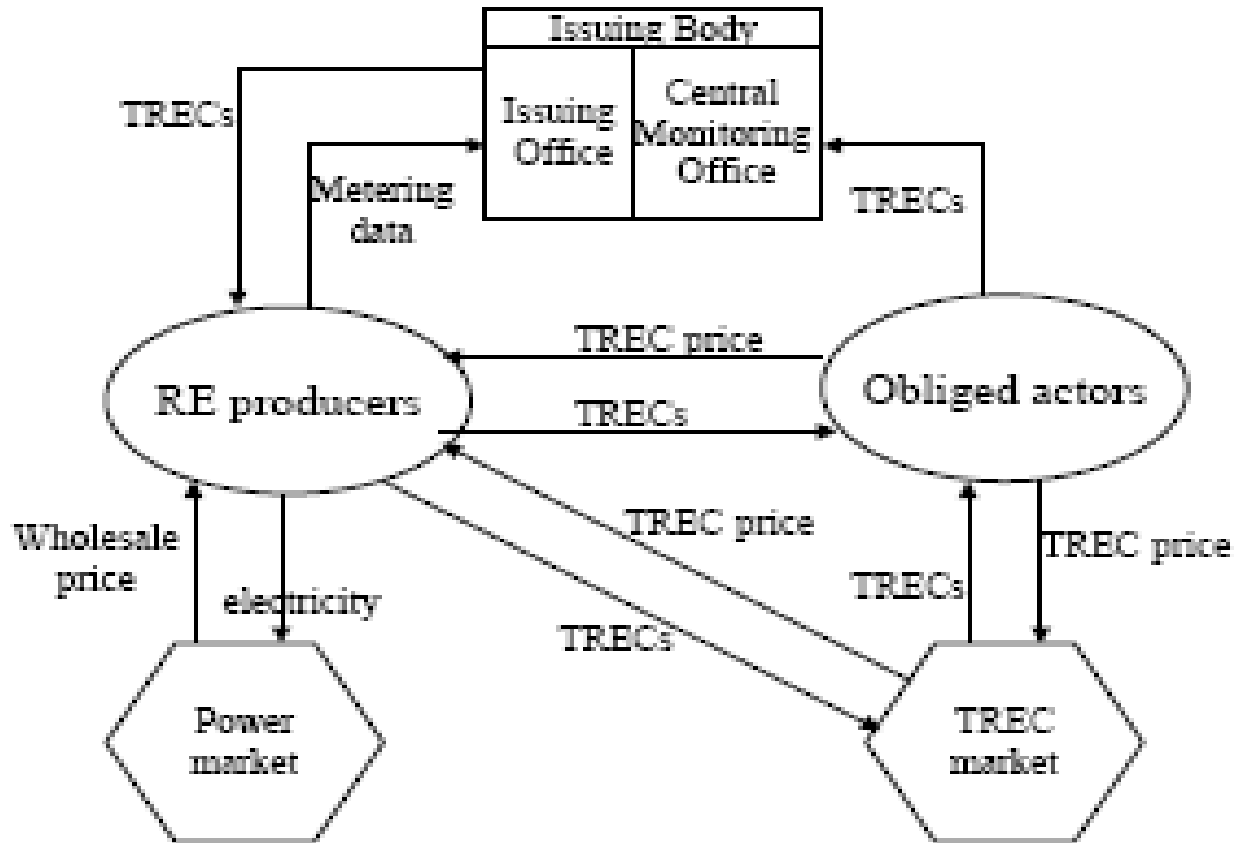 Issuing Body
Issuing
Office
Central
Monitoring
Office
TRECs
Metering
data
TRECs
TREC price
RE producers
Obliged actors
TRECs
Wholesale
price
TREC price
TREC price
electricity
TRECs
TRECs
Power
market
TREC
market